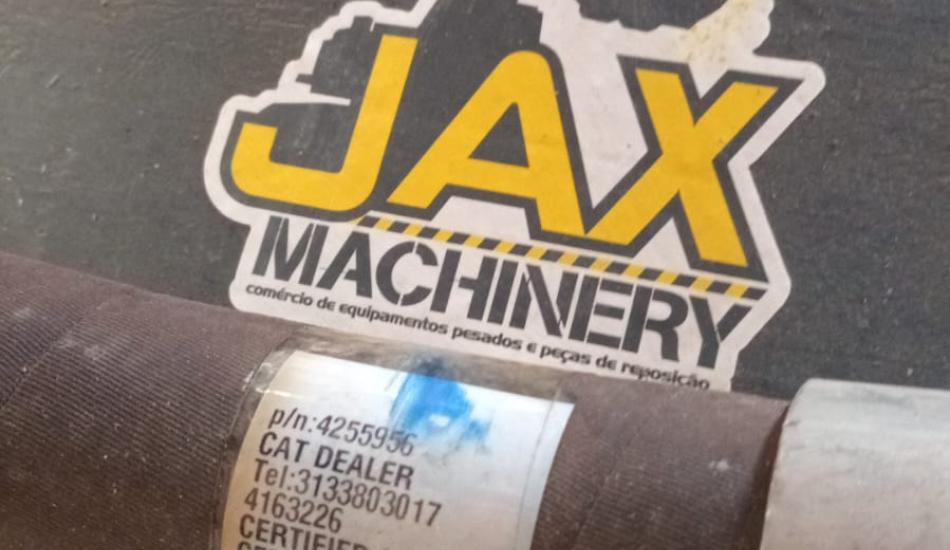 JAX
MACHINERY
comércio de equipamentos pesados e peças de reposição
p/n:4255956
CAT DEALER
Tel:3133803017
4163226
CERTIFIED